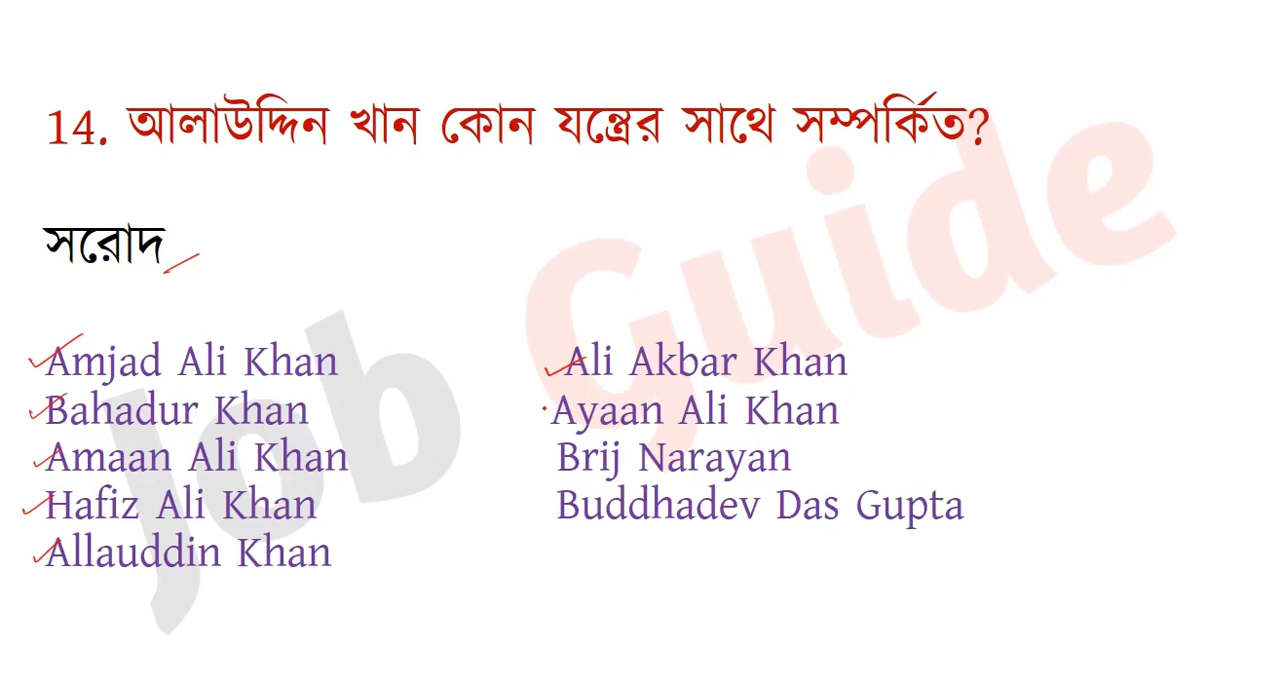 14. আলাউদ্দিন খান কোন যন্ত্রের সাথে সম্পর্কিত?
সরোদ
Amjad Ali Khan
Bahadur Khan
Amaan Ali Khan
Hafiz Ali Khan
Allauddin Khan
Ali Akbar Khan
Ayaan Ali Khan
Brij Narayan
Buddhadev Das Gupta
Job Guide